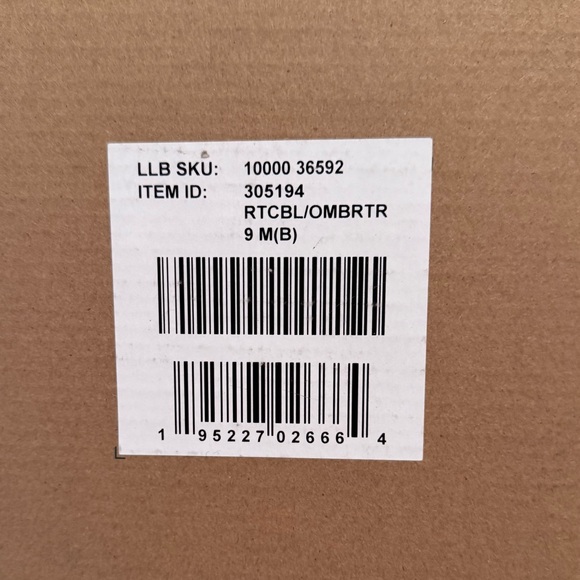 LLB SKU: 10000 36592
ITEM ID: 305194
RTCBL/OMBRTR
9 M(B)
1 95227 02666 4